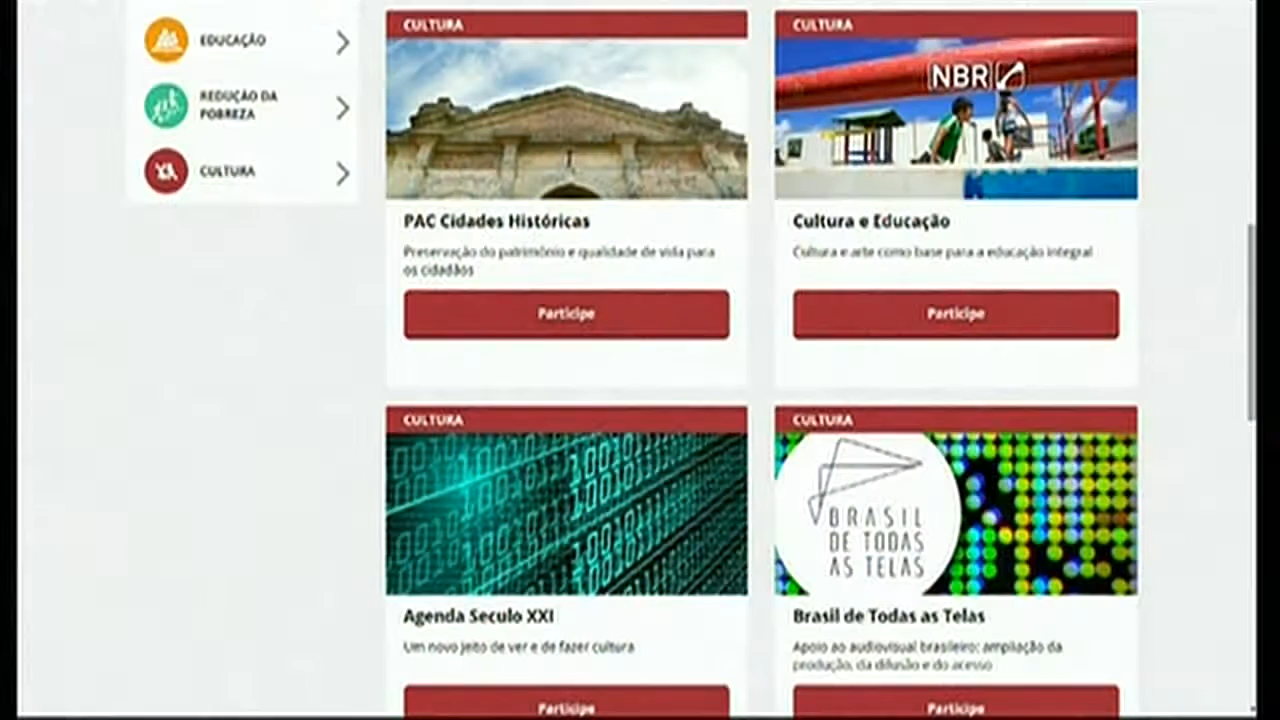 EDUCAÇÃO
REDUÇÃO DA
POBREZA
CULTURA
CULTURA
PAC Cidades Históricas
Preservação do patrimônio e qualidade de vida para
os cidadãos
Participe
CULTURA
NBR
Cultura e Educação
Cultura e arte como base para a educação integral
Participe
CULTURA
Agenda Seculo XXI
Um novo jeito de ver e de fazer cultura
Participe
CULTURA
BRASIL
DE TODAS
AS TELAS
Brasil de Todas as Telas
Apoio ao audiovisual brasileiro: ampliação da
produção, da difusão e do acesso
Participe